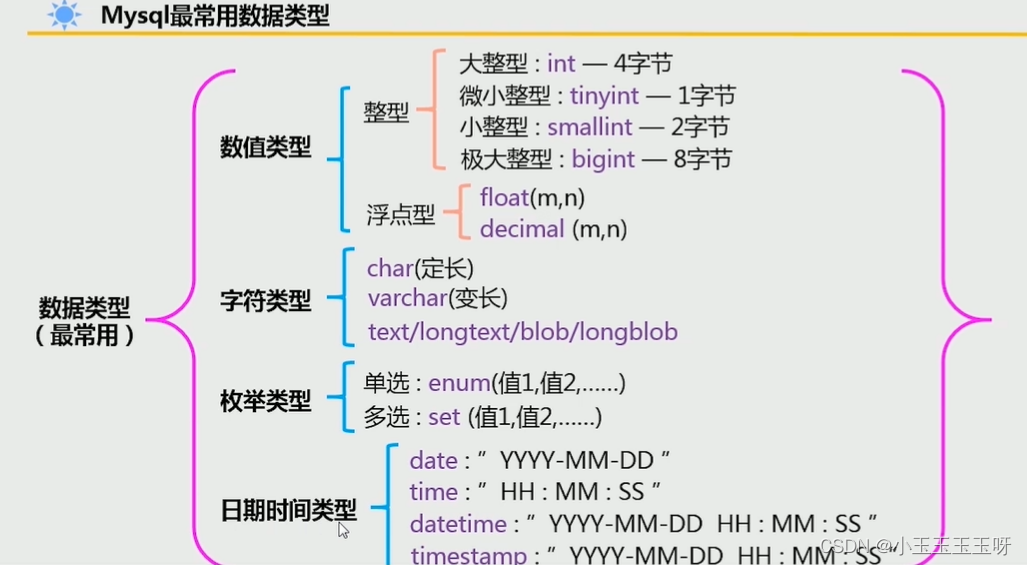 Mysql最常用数据类型
数据类型
（最常用）
数值类型
整型
大整型 : int — 4字节
微小整型 : tinyint — 1字节
小整型 : smallint — 2字节
极大整型 : bigint — 8字节
浮点型
float(m,n)
decimal (m,n)
字符类型
char(定长)
varchar(变长)
text/longtext/blob/longblob
枚举类型
单选 : enum(值1,值2,......)
多选 : set (值1,值2,......)
日期时间类型
date : ” YYYY-MM-DD ”
time : ” HH : MM : SS ”
datetime : ” YYYY-MM-DD HH : MM : SS ”
timestamp : ” YYYY-MM-DD HH : MM : SS ”
CSDN @小玉玉玉玉呀